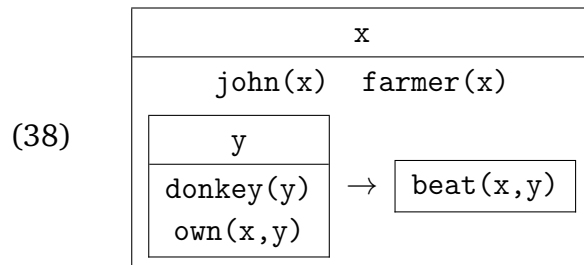 x
john(x) farmer(x)
(38)
y
donkey(y)
own(x,y)
→
beat(x,y)